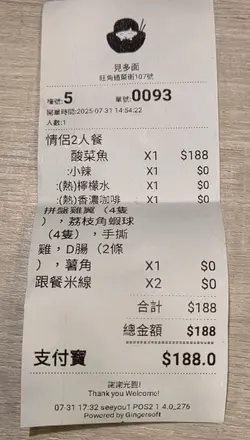 見多面
旺角通菜街107號
檯號:5 單號:0093
開單時間:2025-07-31 14:54:22
人數:1
情侶2人餐
酸菜魚 X1 $188
:小辣 X1 $0
:(熱)檸檬水 X1 $0
:(熱)香濃咖啡 X1 $0
拼盤雞翼（4隻
），荔枝角蝦球
（4隻），手撕
雞，D腸（2條
），薯角 X1 $0
跟餐米線 X2 $0
合計 $188
總金額 $188
支付寶 $188.0
謝謝光臨!
Thank you Welcome!
07-31 17:32 seeyou1 POS2 1.4.0_276
Powered by Gingersoft